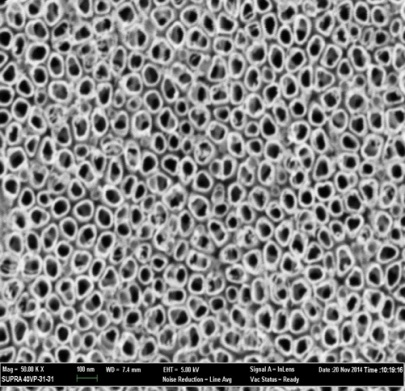 Mag = 50.00 K X 100 nm WD = 7.4 mm EHT = 5.00 kV Signal A = InLens Date :20 Nov 2014 Time :10:19:16
SUPRA 40VP-31-31 Noise Reduction = Line Avg Vac Status = Ready